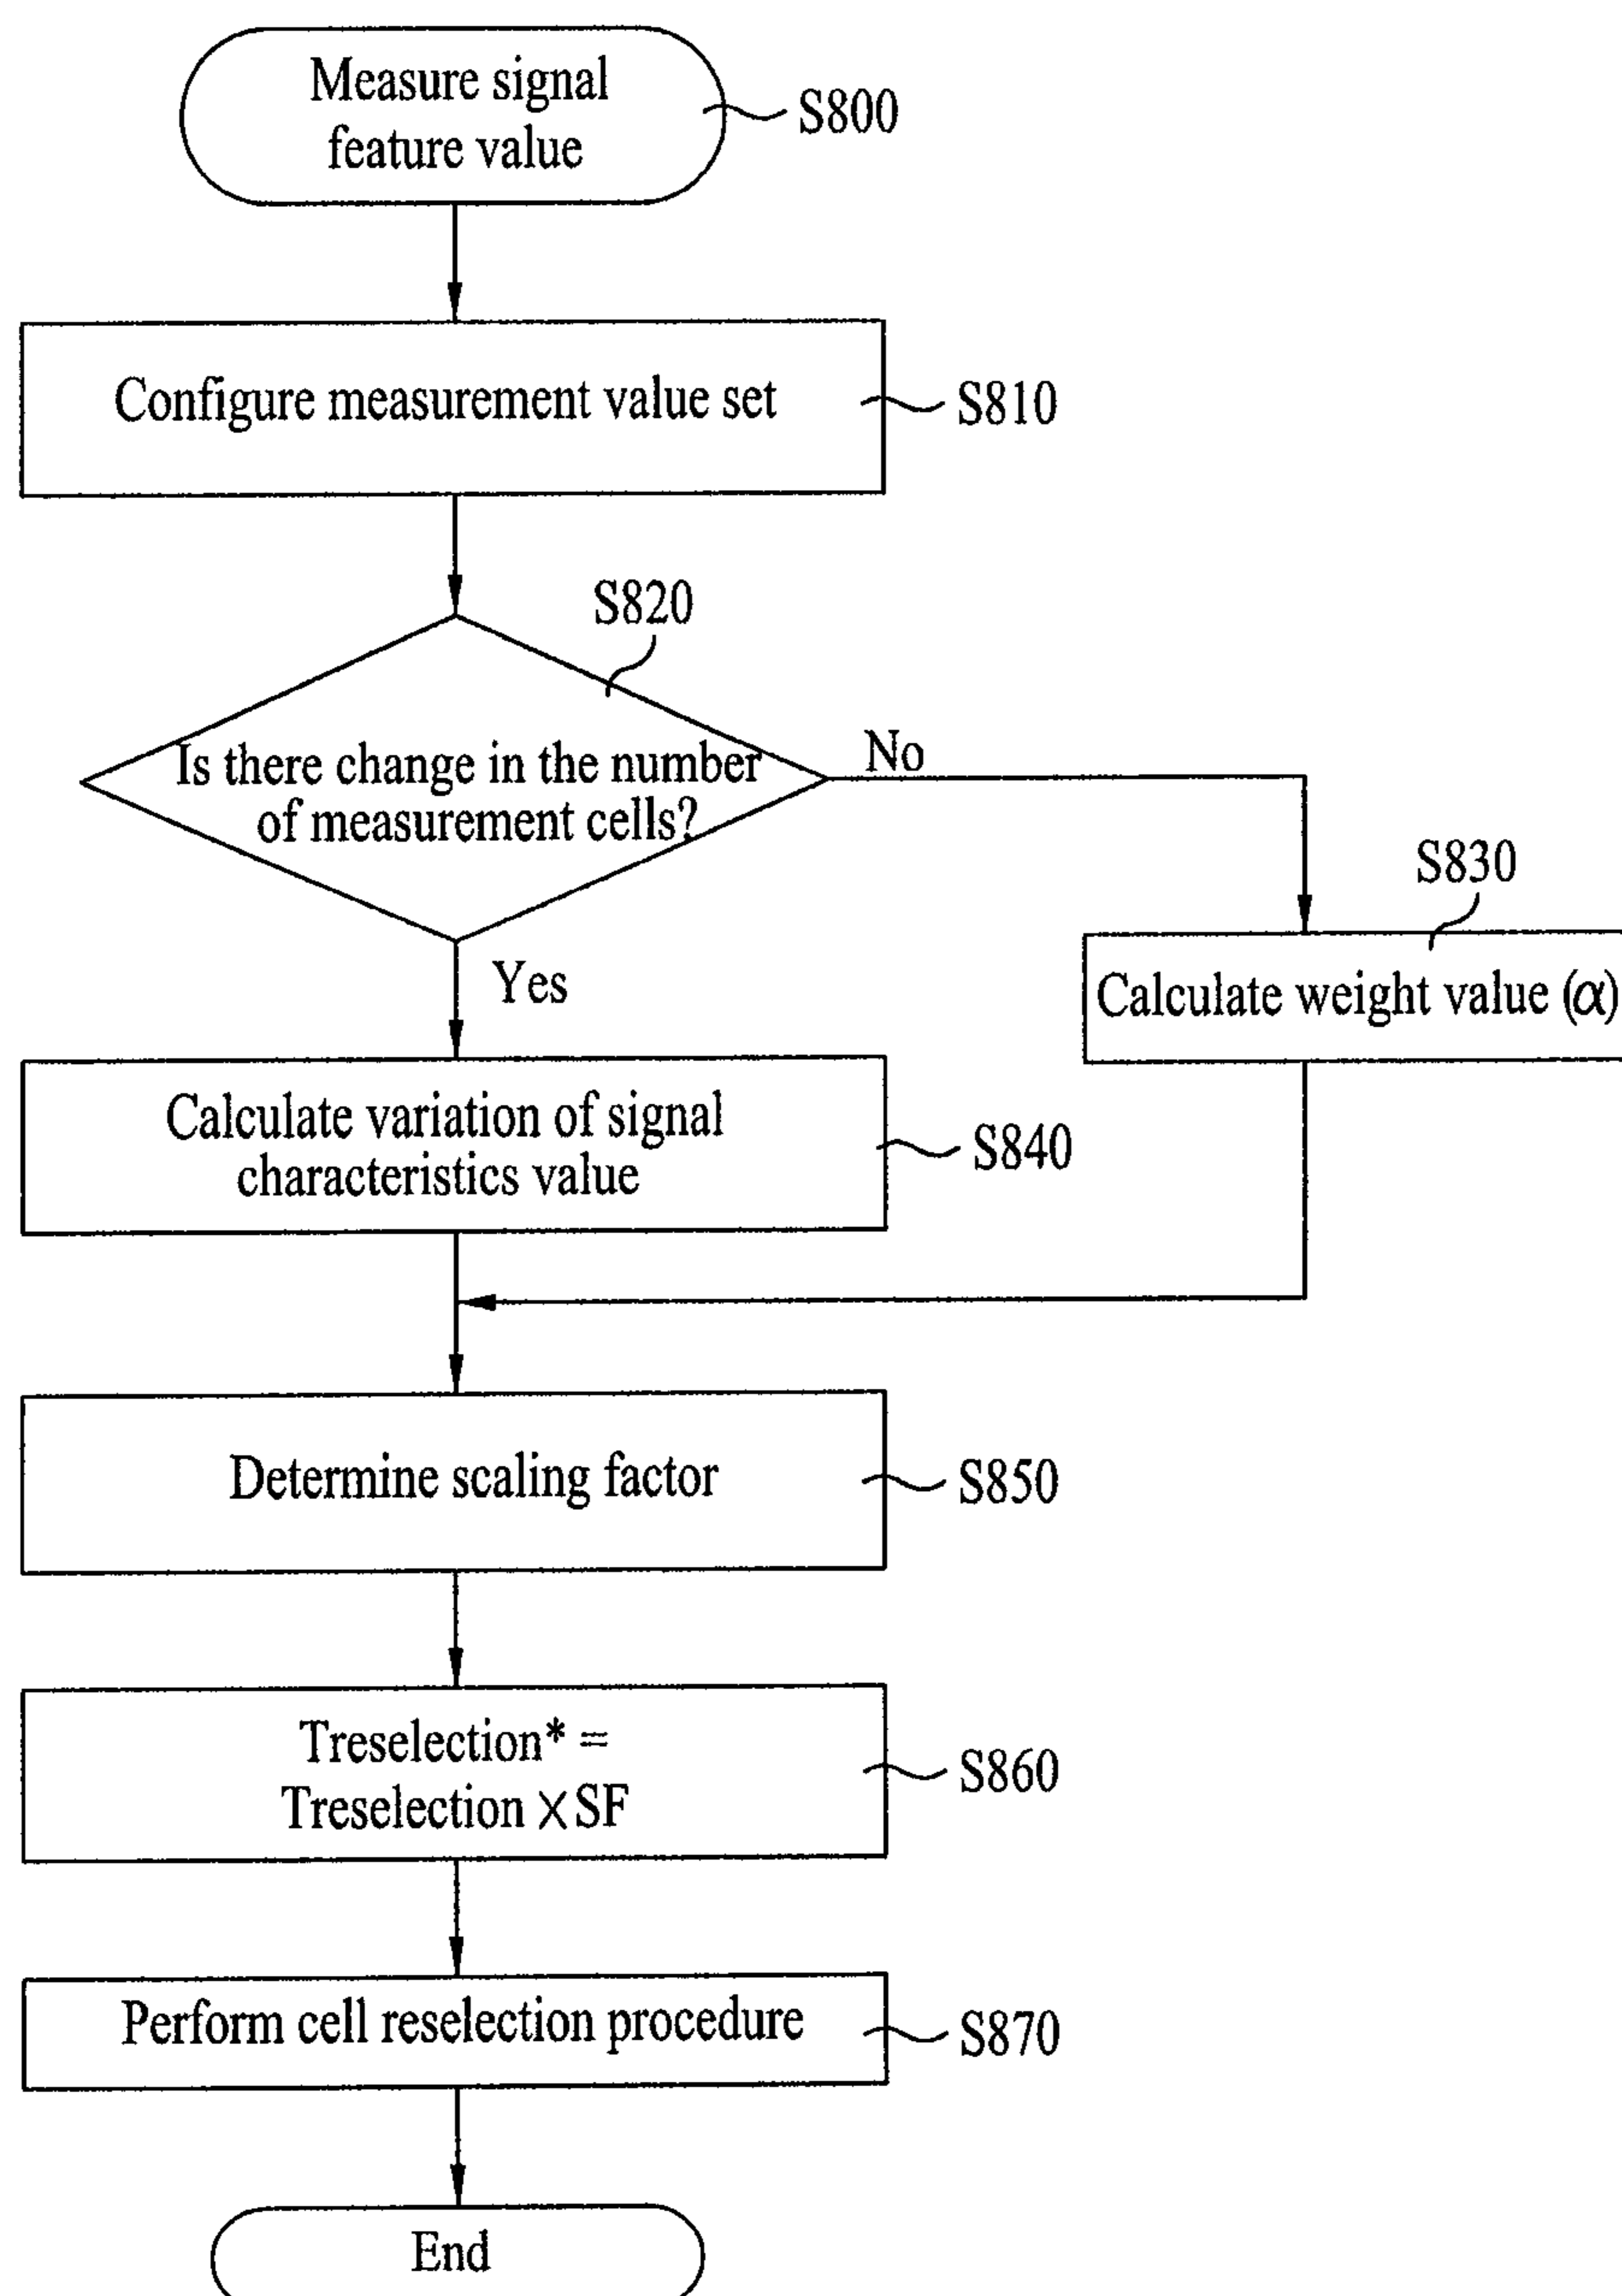 Measure signal
feature value
S800
Configure measurement value set
S810
S820
Is there change in the number
of measurement cells?
No
Yes
S830
Calculate weight value (α)
Calculate variation of signal
characteristics value
S840
Determine scaling factor
S850
Treselection* =
Treselection × SF
S860
Perform cell reselection procedure
S870
End